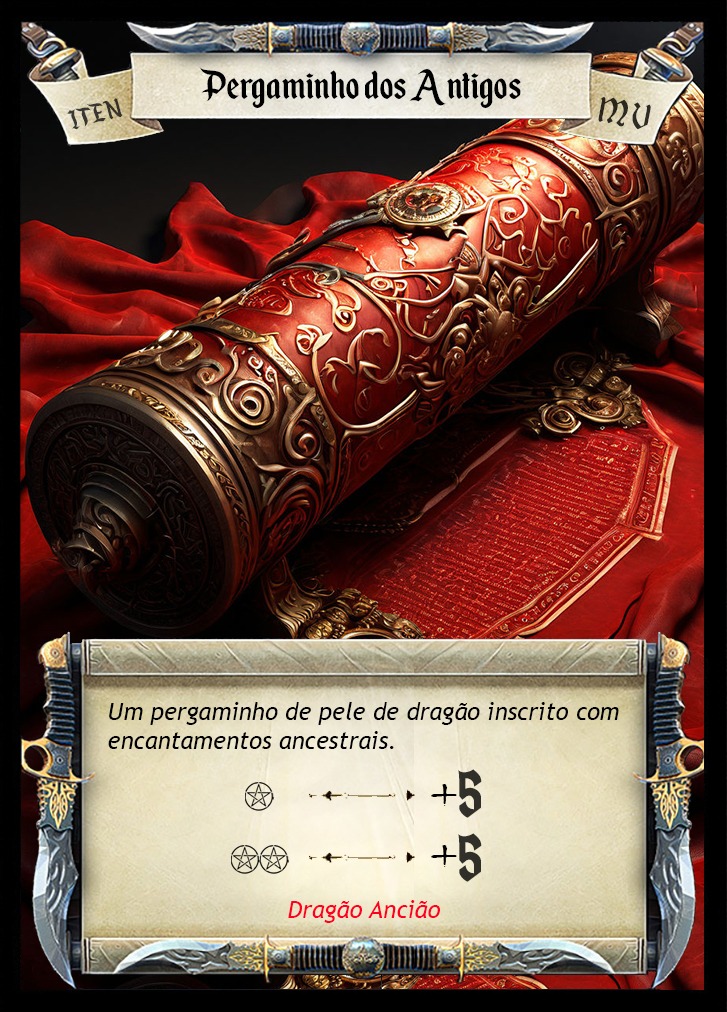 Pergaminho dos Antigos
ITEN
MU
Um pergaminho de pele de dragão inscrito com
encantamentos ancestrais.
+5
+5
Dragão Ancião